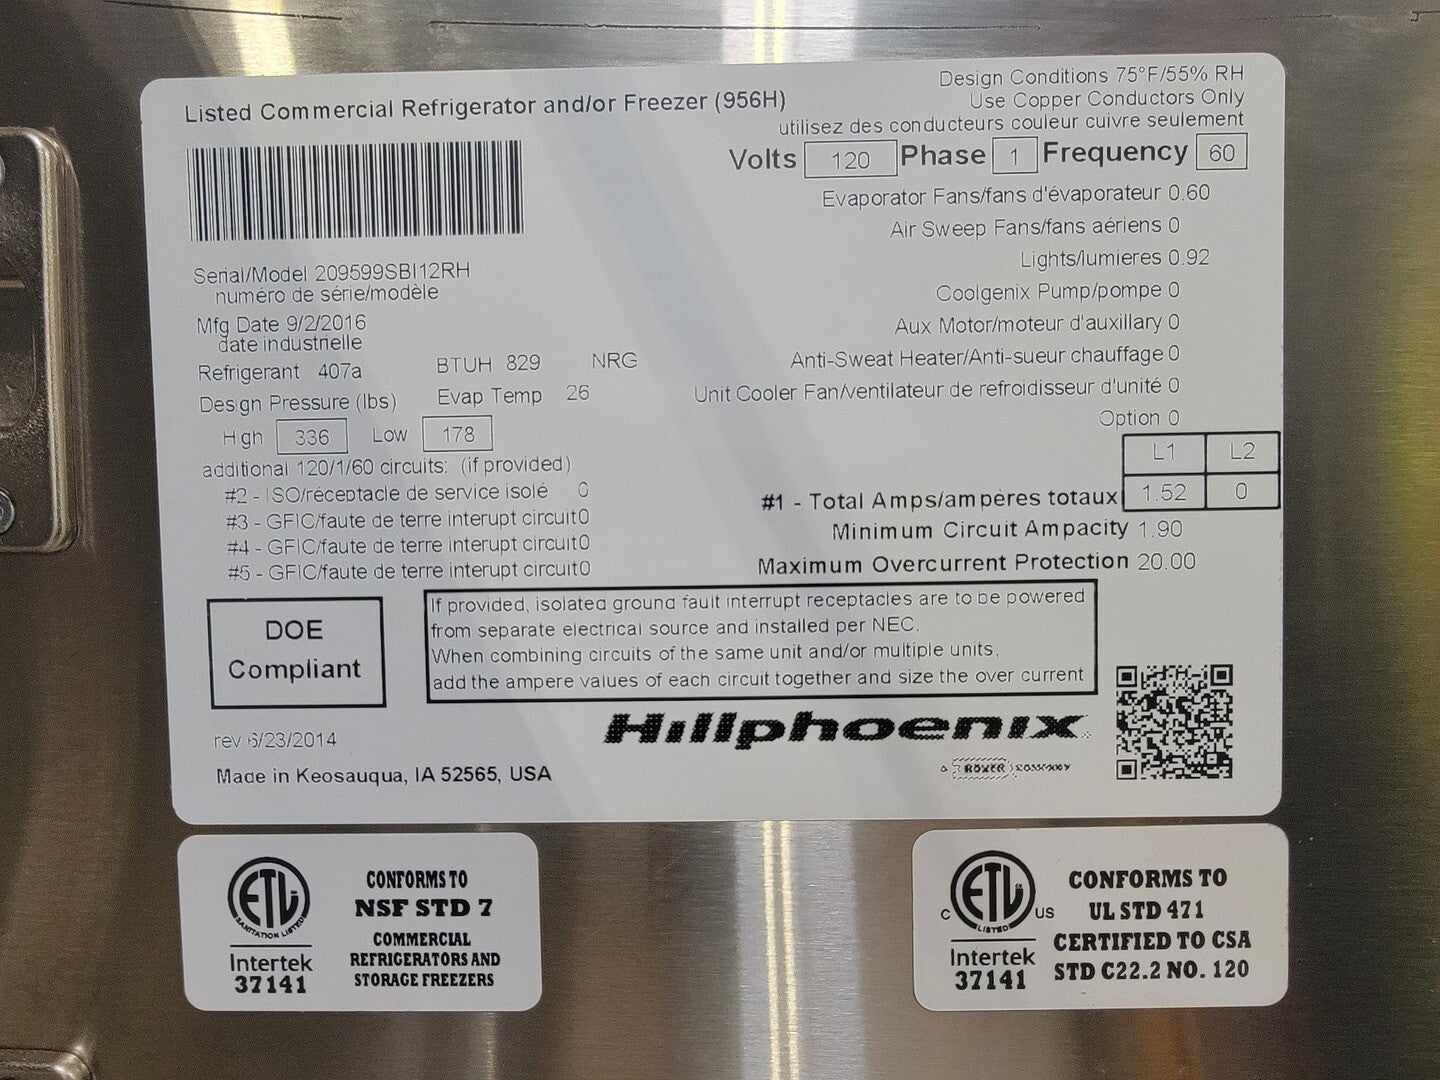 Listed Commercial Refrigerator and/or Freezer (956H)
Design Conditions 75°F/55% RH
Use Copper Conductors Only
utilisez des conducteurs couleur cuivre seulement
Volts 120 Phase 1 Frequency 60
Evaporator Fans/fans d'évaporateur 0.60
Air Sweep Fans/fans aériens 0
Lights/lumieres 0.92
Coolgenix Pump/pompe 0
Aux Motor/moteur d'auxillary 0
Anti-Sweat Heater/Anti-sueur chauffage 0
Unit Cooler Fan/ventilateur de refroidisseur d'unité 0
Option 0
L1 L2
#1 - Total Amps/ampères totaux 1.52 0
Minimum Circuit Ampacity 1.90
Maximum Overcurrent Protection 20.00
Serial/Model 209599SBI12RH
numéro de série/modèle
Mfg Date 9/2/2016
date industrielle
Refrigerant 407a BTUH 829 NRG
Design Pressure (lbs) Evap Temp 26
High 336 Low 178
additional 120/1/60 circuits: (if provided)
#2 - ISO/réceptacle de service isolé 0
#3 - GFIC/faute de terre interupt circuit0
#4 - GFIC/faute de terre interupt circuit0
#5 - GFIC/faute de terre interupt circuit0
DOE
Compliant
If provided, isolated ground fault interrupt receptacles are to be powered
from separate electrical source and installed per NEC.
When combining circuits of the same unit and/or multiple units,
add the ampere values of each circuit together and size the over current
rev 6/23/2014
Made in Keosauqua, IA 52565, USA
Hillphoenix
A DOVER COMPANY
ETL
SANITATION LISTED
Intertek
37141
CONFORMS TO
NSF STD 7
COMMERCIAL
REFRIGERATORS AND
STORAGE FREEZERS
C ETL US
LISTED
Intertek
37141
CONFORMS TO
UL STD 471
CERTIFIED TO CSA
STD C22.2 NO. 120